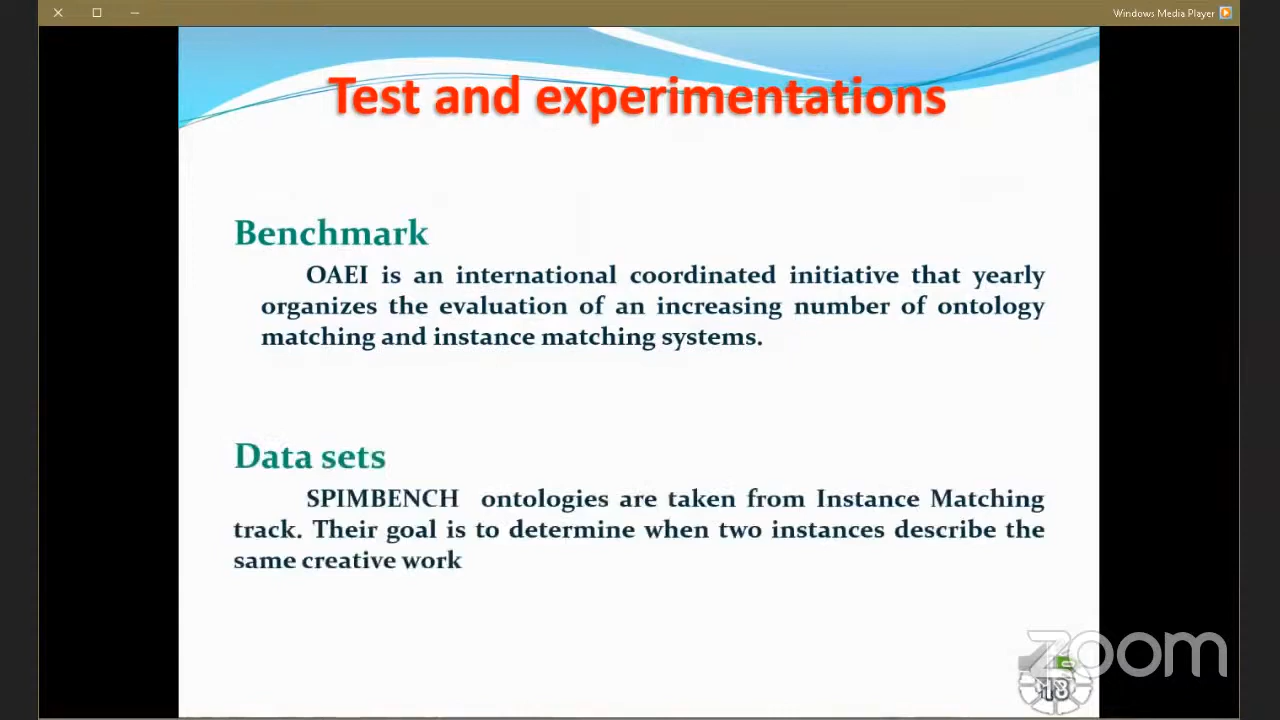 Windows Media Player
Test and experimentations
Benchmark
OAEI is an international coordinated initiative that yearly
organizes the evaluation of an increasing number of ontology
matching and instance matching systems.
Data sets
SPIMBENCH ontologies are taken from Instance Matching
track. Their goal is to determine when two instances describe the
same creative work
zoom
18